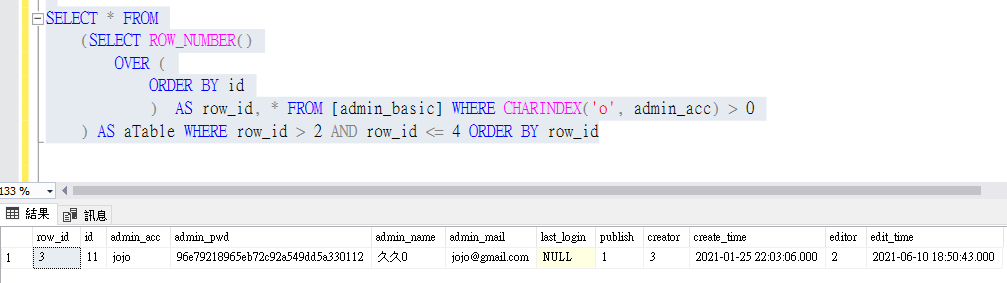 SELECT * FROM
(SELECT ROW_NUMBER()
OVER (
ORDER BY id
) AS row_id, * FROM [admin_basic] WHERE CHARINDEX('o', admin_acc) > 0
) AS aTable WHERE row_id > 2 AND row_id <= 4 ORDER BY row_id
133 %
結果 訊息
row_id id admin_acc admin_pwd admin_name admin_mail last_login publish creator create_time editor edit_time
1 3 11 jojo 96e79218965eb72c92a549dd5a330112 久久0 jojo@gmail.com NULL 1 3 2021-01-25 22:03:06.000 2 2021-06-10 18:50:43.000